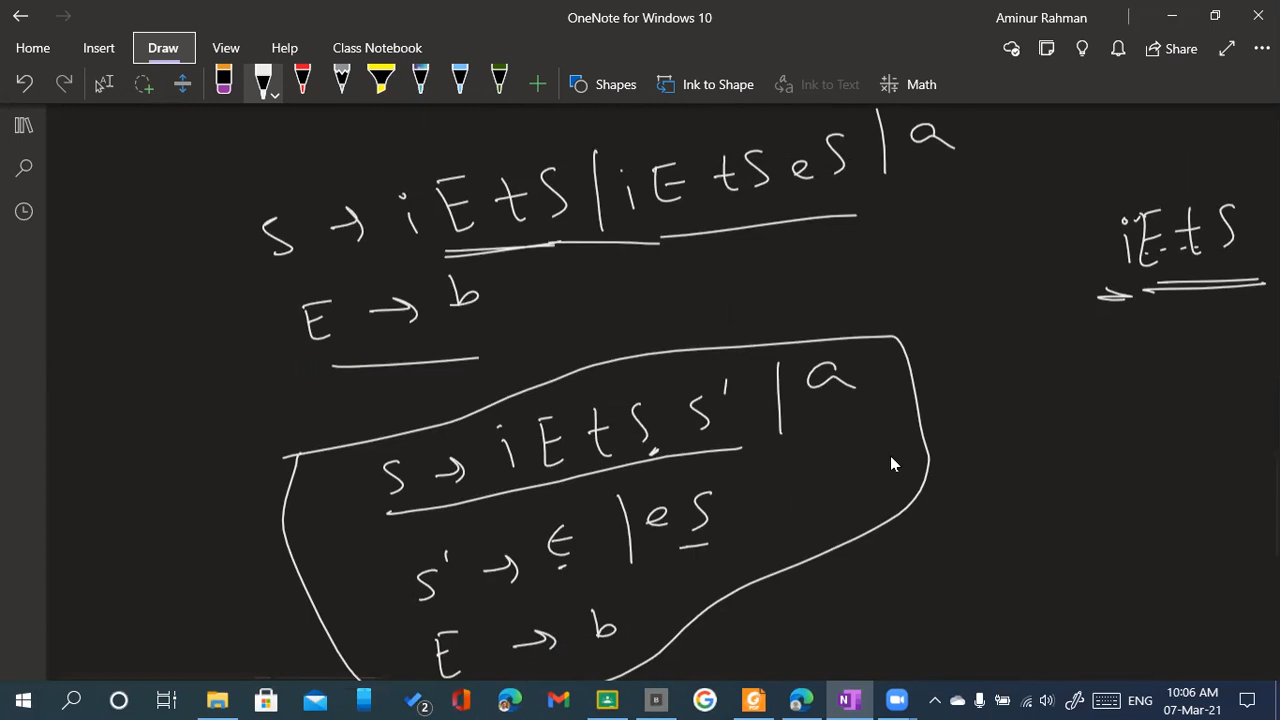 OneNote for Windows 10
Aminur Rahman
Home Insert Draw View Help Class Notebook
Share
Shapes Ink to Shape Ink to Text Math
S → iEtS | iEtSeS | a
iEtS
E → b
S → iEtSS' | a
S' → ϵ | eS
E → b
2
ENG
10:06 AM
07-Mar-21